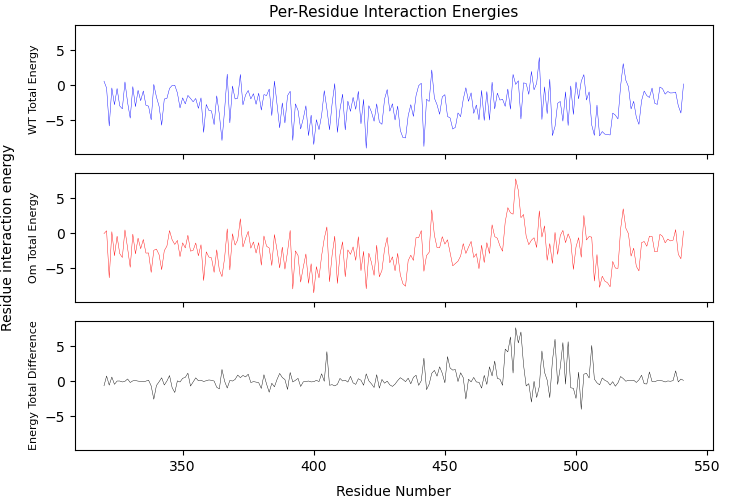 Per-Residue Interaction Energies
Residue interaction energy
WT Total Energy
5
0
−5
Om Total Energy
5
0
−5
Energy Total Difference
5
0
−5
350
400
450
500
550
Residue Number